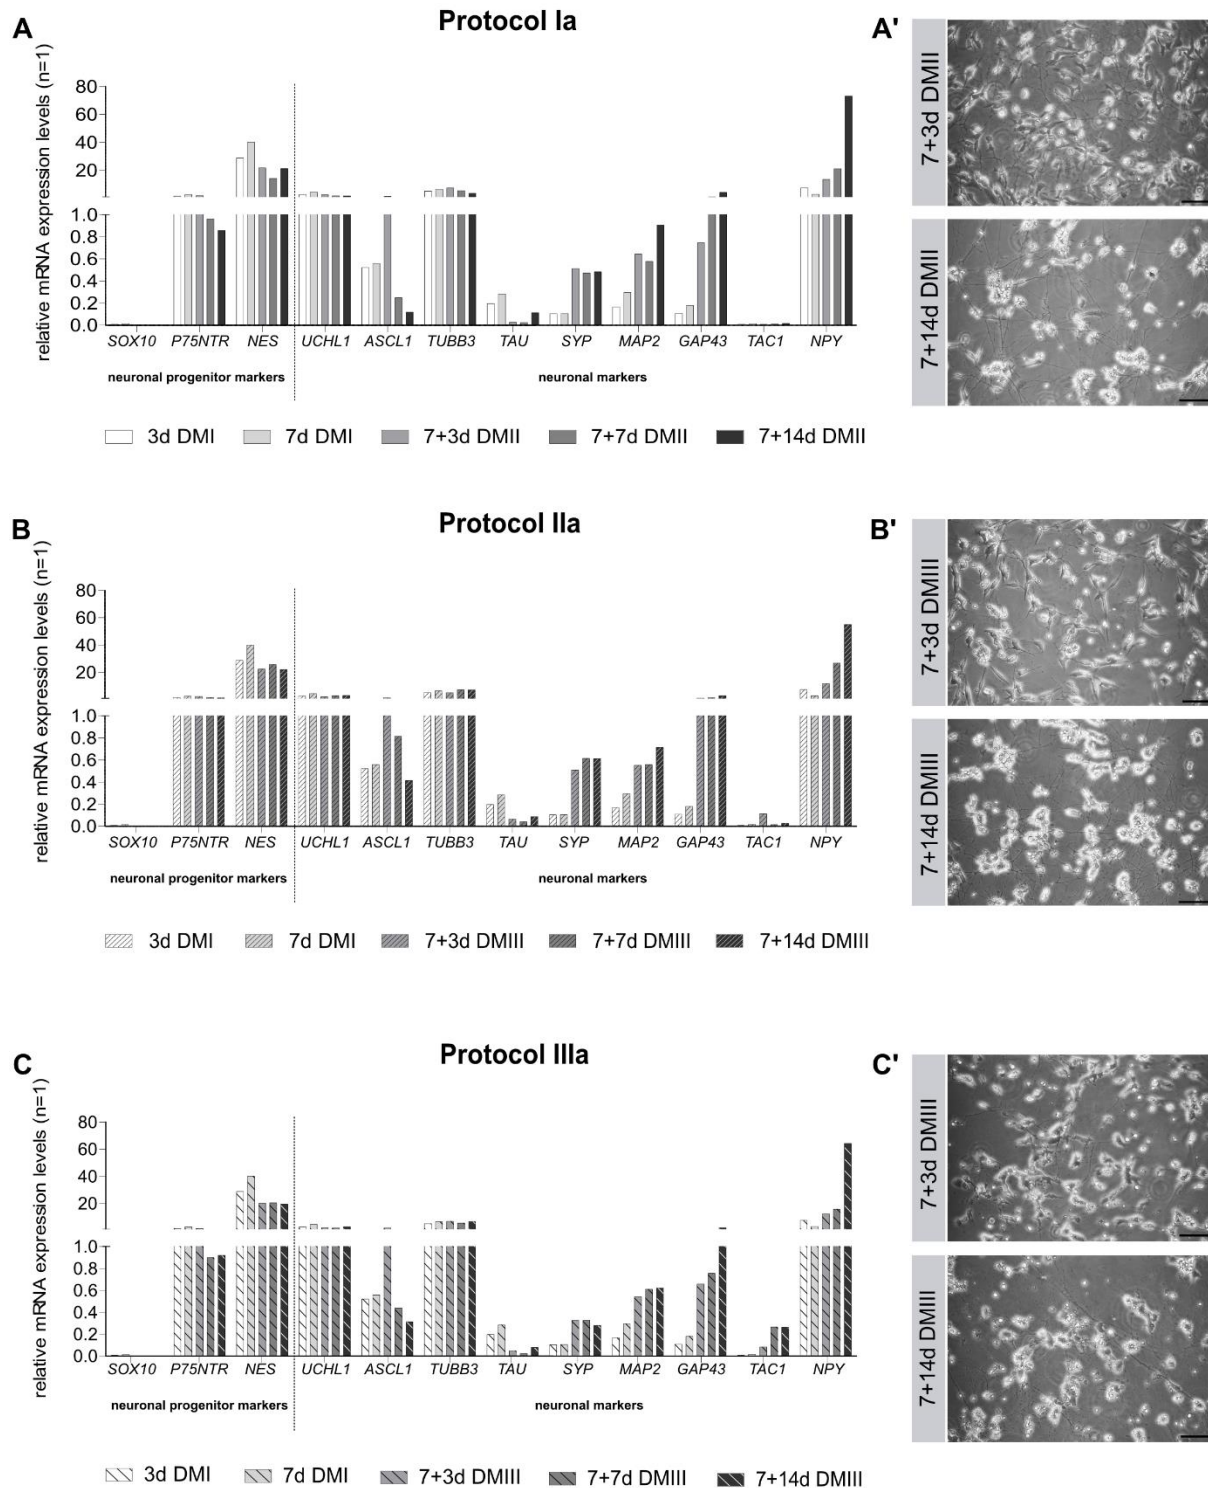 A
Protocol Ia
relative mRNA expression levels (n=1)
80
60
40
20
1.0
0.8
0.6
0.4
0.2
0.0
SOX10 P75NTR NES UCHL1 ASCL1 TUBB3 TAU SYP MAP2 GAP43 TAC1 NPY
neuronal progenitor markers neuronal markers
3d DMI 7d DMI 7+3d DMII 7+7d DMII 7+14d DMII
A'
7+3d DMII
7+14d DMII
B
Protocol IIa
relative mRNA expression levels (n=1)
80
60
40
20
1.0
0.8
0.6
0.4
0.2
0.0
SOX10 P75NTR NES UCHL1 ASCL1 TUBB3 TAU SYP MAP2 GAP43 TAC1 NPY
neuronal progenitor markers neuronal markers
3d DMI 7d DMI 7+3d DMIII 7+7d DMIII 7+14d DMIII
B'
7+3d DMIII
7+14d DMIII
C
Protocol IIIa
relative mRNA expression levels (n=1)
80
60
40
20
1.0
0.8
0.6
0.4
0.2
0.0
SOX10 P75NTR NES UCHL1 ASCL1 TUBB3 TAU SYP MAP2 GAP43 TAC1 NPY
neuronal progenitor markers neuronal markers
3d DMI 7d DMI 7+3d DMIII 7+7d DMIII 7+14d DMIII
C'
7+3d DMIII
7+14d DMIII